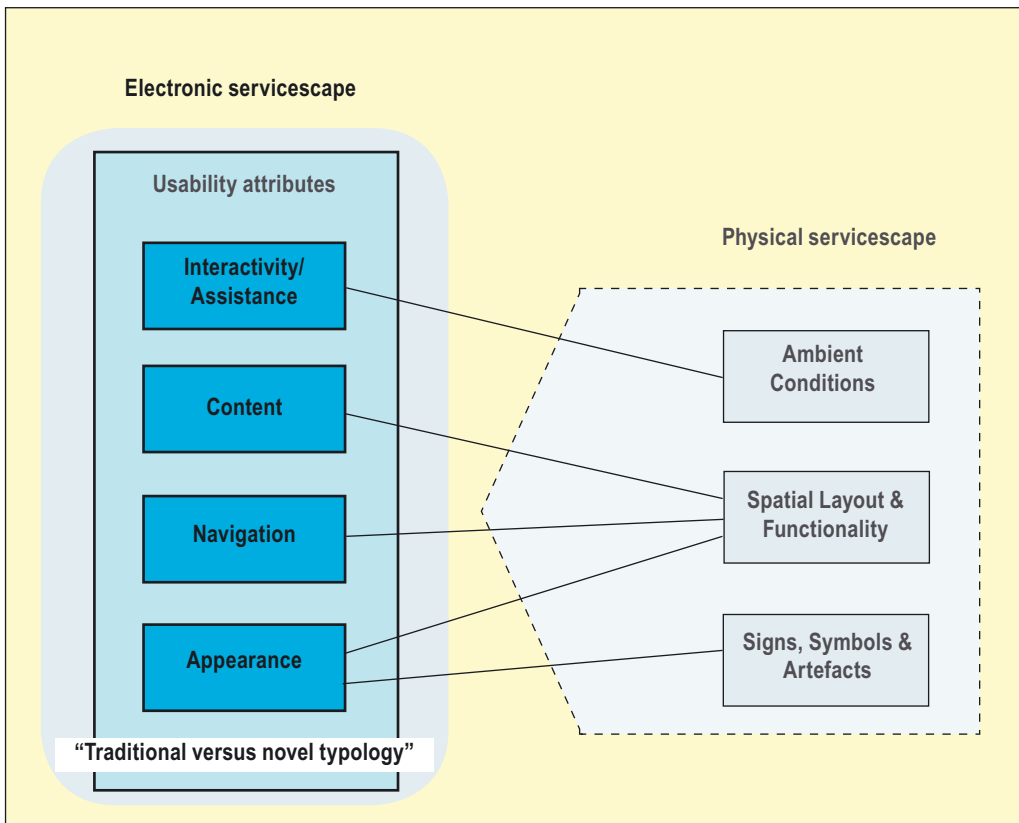 Electronic servicescape
Usability attributes
Interactivity/
Assistance
Content
Navigation
Appearance
“Traditional versus novel typology”
Physical servicescape
Ambient
Conditions
Spatial Layout &
Functionality
Signs, Symbols &
Artefacts